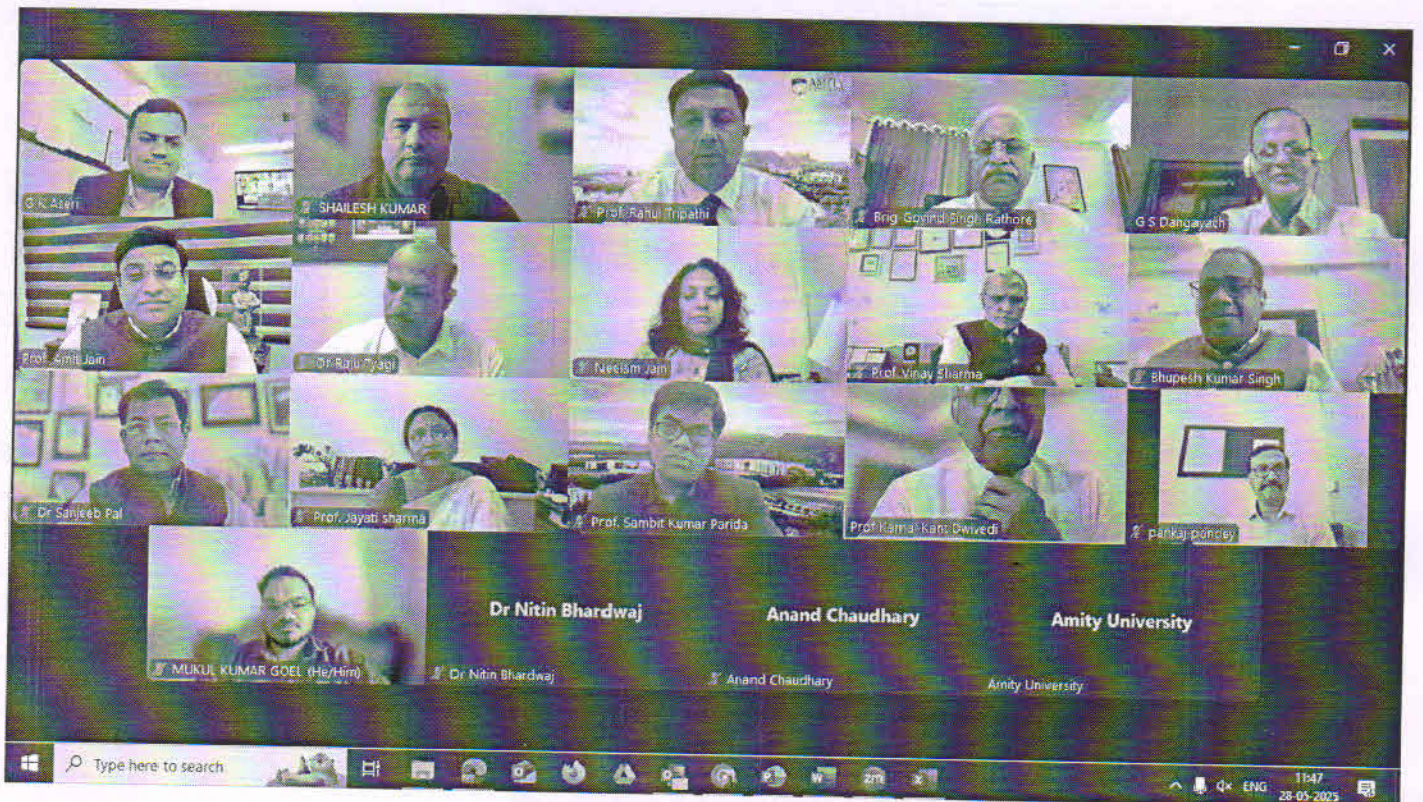 G K Aseri
SHAILESH KUMAR
Prof. Rahul Tripathi
Brig. Govind Singh Rathore
G S Dangayach
Prof. Amit Jain
Dr Raju Tyagi
Neelsm Jain
Prof. Vinay Sharma
Bhupesh Kumar Singh
Dr Sanjeeb Pal
Prof. Jayati sharma
Prof. Sambit Kumar Parida
Prof Kamal Kant Dwivedi
pankaj pandey
MUKUL KUMAR GOEL (He/Him)
Dr Nitin Bhardwaj
Dr Nitin Bhardwaj
Anand Chaudhary
Anand Chaudhary
Amity University
Amity University
Type here to search
ENG
11:47
28-05-2025